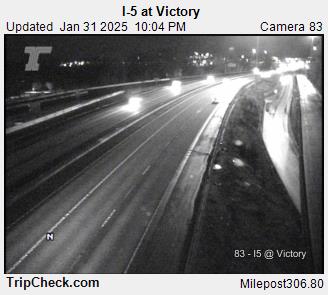 I-5 at Victory
Updated Jan 31 2025 10:04 PM Camera 83
T
N
83 - I5 @ Victory
TripCheck.com Milepost306.80